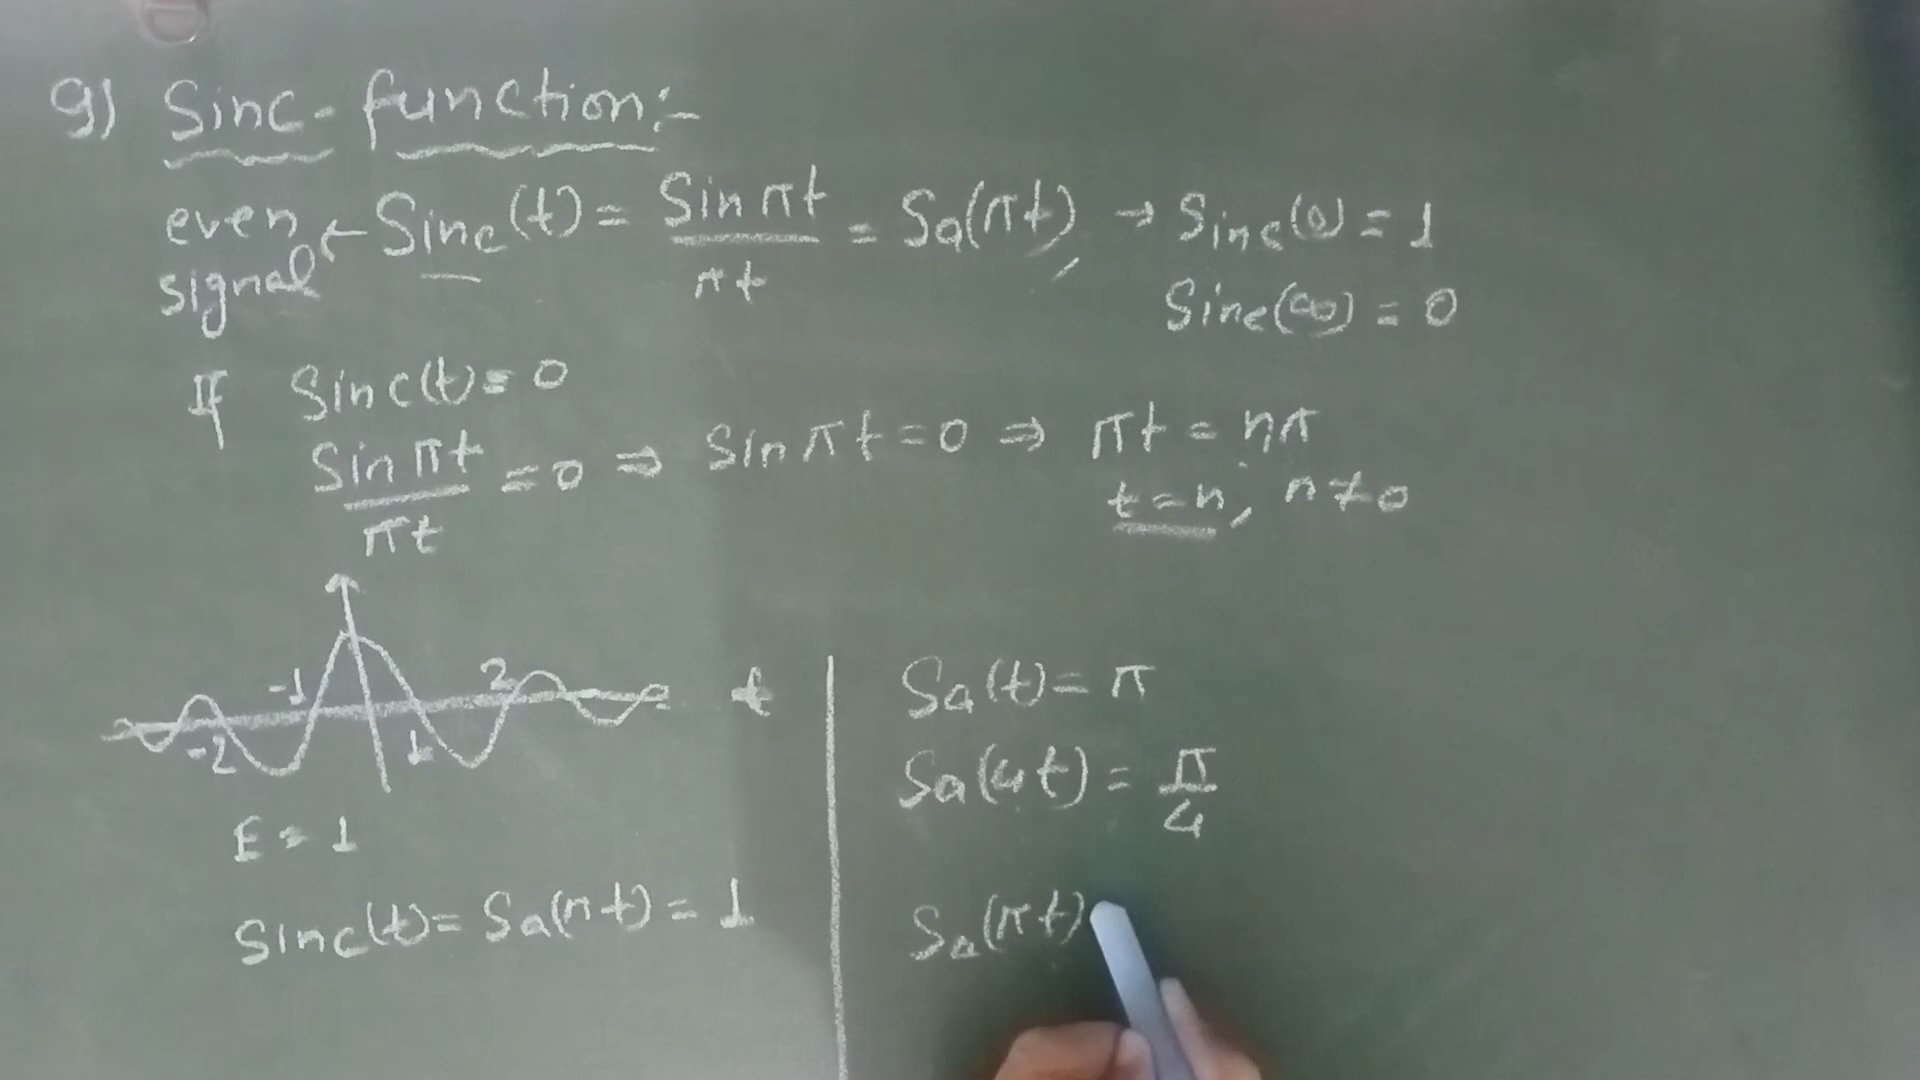 9) Sinc-function:-
even signal ← Sinc(t) = Sin πt / πt = Sa(πt), → Sinc(0) = 1
Sinc(∞) = 0
If Sinc(t) = 0
Sin πt / πt = 0 ⇒ Sin πt = 0 ⇒ πt = nπ
t = n, n ≠ 0
-2 -1 1 2 t
E = 1
Sinc(t) = Sa(πt) = 1
Sa(t) = π
Sa(4t) = π/4
Sa(πt)